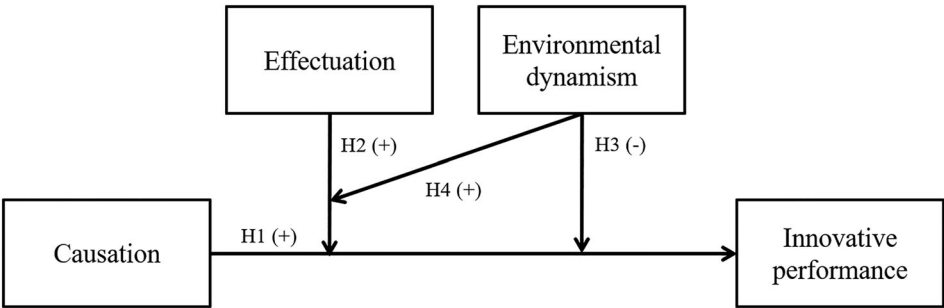 Effectuation
Environmental
dynamism
H2 (+)
H3 (-)
H4 (+)
Causation
H1 (+)
Innovative
performance